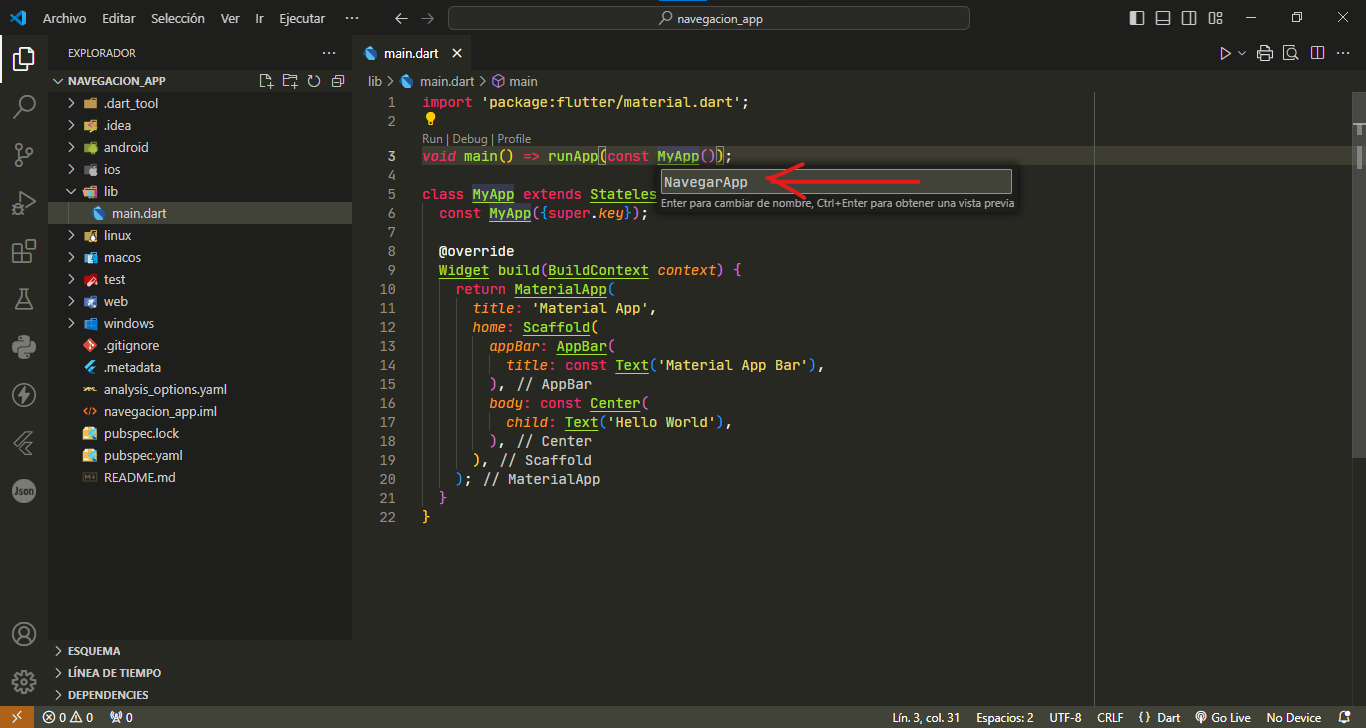 Archivo Editar Selección Ver Ir Ejecutar ··· navegacion_app
EXPLORADOR ···
NAVEGACION_APP
.dart_tool
.idea
android
ios
lib
main.dart
linux
macos
test
web
windows
.gitignore
.metadata
analysis_options.yaml
navegacion_app.iml
pubspec.lock
pubspec.yaml
README.md
ESQUEMA
LÍNEA DE TIEMPO
DEPENDENCIES
Json
main.dart
lib > main.dart > main
1 import 'package:flutter/material.dart';
2
Run | Debug | Profile
3 void main() => runApp(const MyApp());
NavegarApp
Enter para cambiar de nombre, Ctrl+Enter para obtener una vista previa
4
5 class MyApp extends Stateles
6 const MyApp({super.key});
7
8 @override
9 Widget build(BuildContext context) {
10 return MaterialApp(
11 title: 'Material App',
12 home: Scaffold(
13 appBar: AppBar(
14 title: const Text('Material App Bar'),
15 ), // AppBar
16 body: const Center(
17 child: Text('Hello World'),
18 ), // Center
19 ), // Scaffold
20 ); // MaterialApp
21 }
22 }
0 0 0 Lín. 3, col. 31 Espacios: 2 UTF-8 CRLF {} Dart Go Live No Device